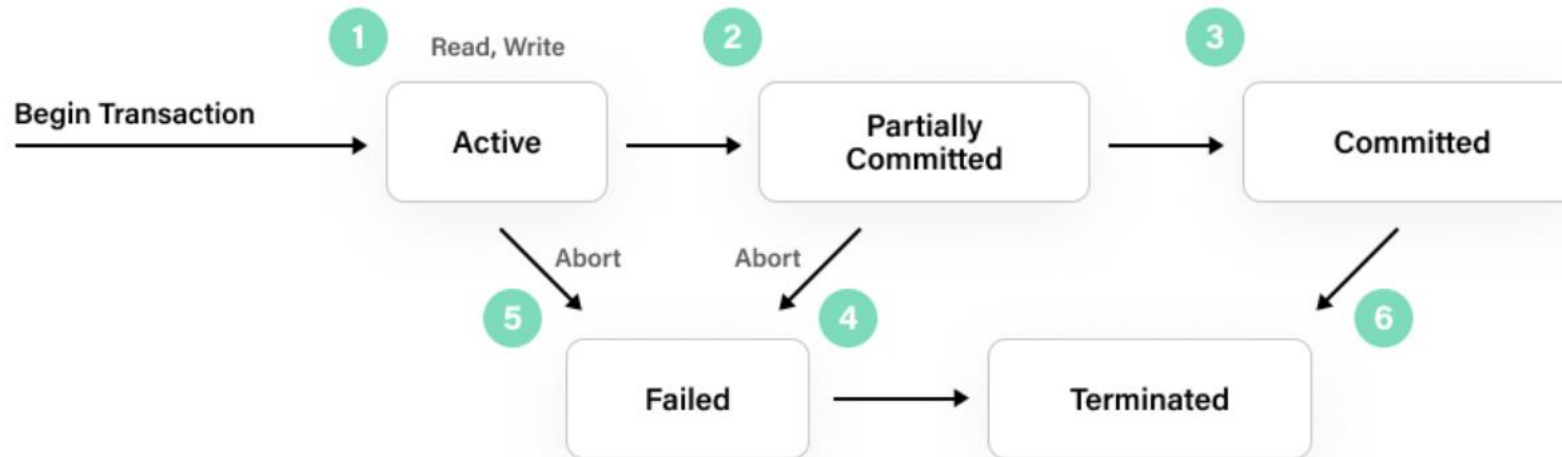 1
Read, Write
2
3
Begin Transaction
Active
Partially
Committed
Committed
Abort
Abort
5
4
6
Failed
Terminated